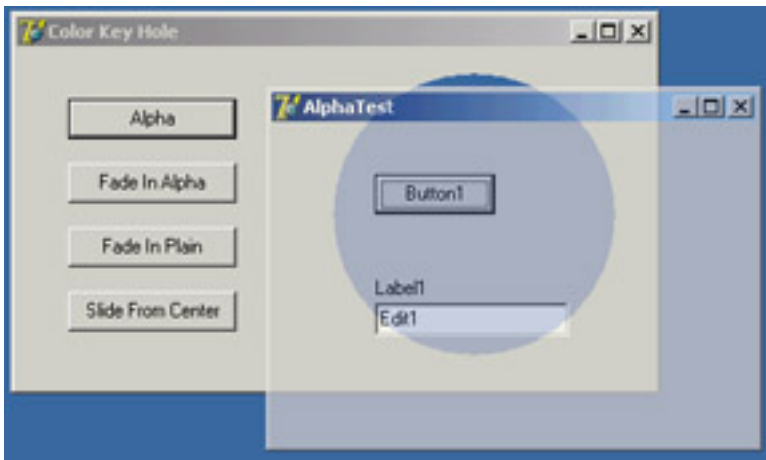 Color Key Hole
Alpha
Fade In Alpha
Fade In Plain
Slide From Center
AlphaTest
Button1
Label1
Edit1